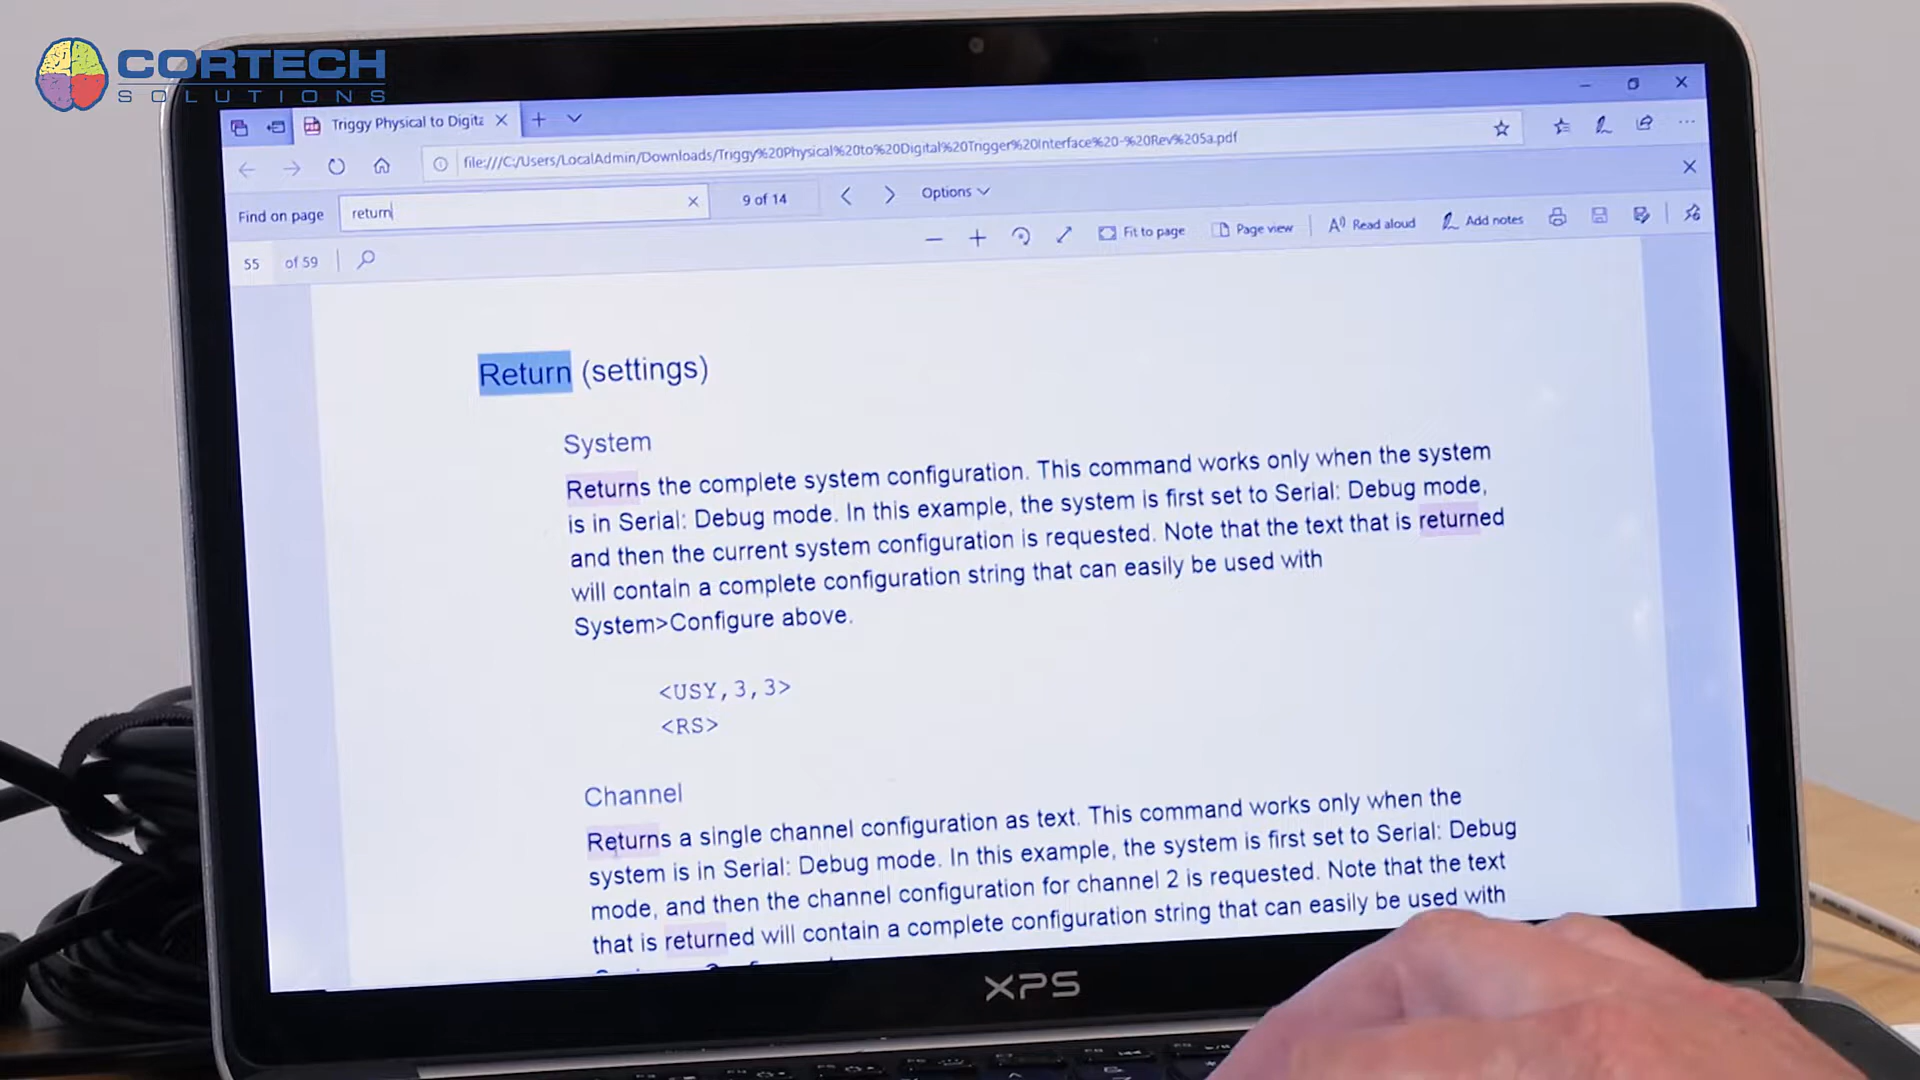 CORTECH
SOLUTIONS
Triggy Physical to Digita
file:///C:/Users/LocalAdmin/Downloads/Triggy%20Physical%20to%20Digital%20Trigger%20Interface%20-%20Rev%205a.pdf
Find on page
return
9 of 14
Options
55 of 59
Fit to page
Page view
Read aloud
Add notes
Return (settings)
System
Returns the complete system configuration. This command works only when the system
is in Serial: Debug mode. In this example, the system is first set to Serial: Debug mode,
and then the current system configuration is requested. Note that the text that is returned
will contain a complete configuration string that can easily be used with
System>Configure above.
<USY,3,3>
<RS>
Channel
Returns a single channel configuration as text. This command works only when the
system is in Serial: Debug mode. In this example, the system is first set to Serial: Debug
mode, and then the channel configuration for channel 2 is requested. Note that the text
that is returned will contain a complete configuration string that can easily be used with
XPS